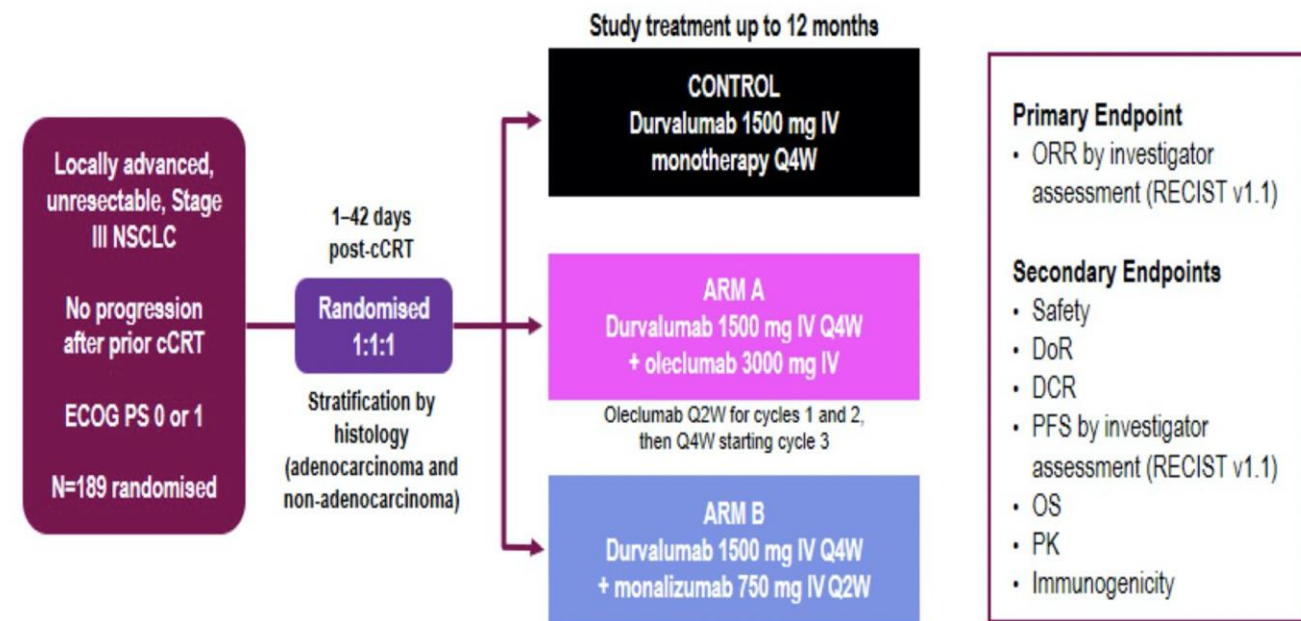 Study treatment up to 12 months
Locally advanced,
unresectable, Stage
III NSCLC
No progression
after prior cCRT
ECOG PS 0 or 1
N=189 randomised
1–42 days
post-cCRT
Randomised
1:1:1
Stratification by
histology
(adenocarcinoma and
non-adenocarcinoma)
CONTROL
Durvalumab 1500 mg IV
monotherapy Q4W
ARM A
Durvalumab 1500 mg IV Q4W
+ oleclumab 3000 mg IV
Oleclumab Q2W for cycles 1 and 2,
then Q4W starting cycle 3
ARM B
Durvalumab 1500 mg IV Q4W
+ monalizumab 750 mg IV Q2W
Primary Endpoint
• ORR by investigator
assessment (RECIST v1.1)
Secondary Endpoints
• Safety
• DoR
• DCR
• PFS by investigator
assessment (RECIST v1.1)
• OS
• PK
• Immunogenicity